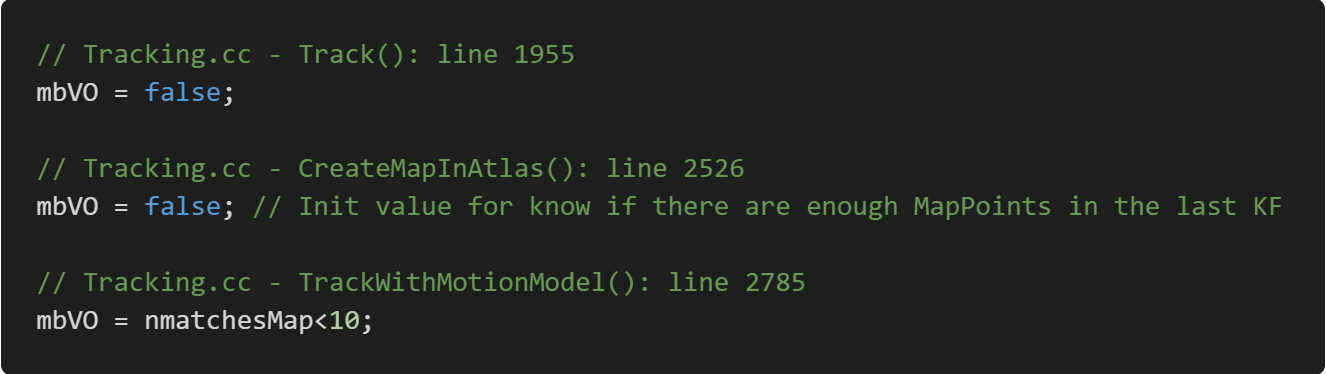 // Tracking.cc - Track(): line 1955
mbVO = false;
// Tracking.cc - CreateMapInAtlas(): line 2526
mbVO = false; // Init value for know if there are enough MapPoints in the last KF
// Tracking.cc - TrackWithMotionModel(): line 2785
mbVO = nmatchesMap<10;